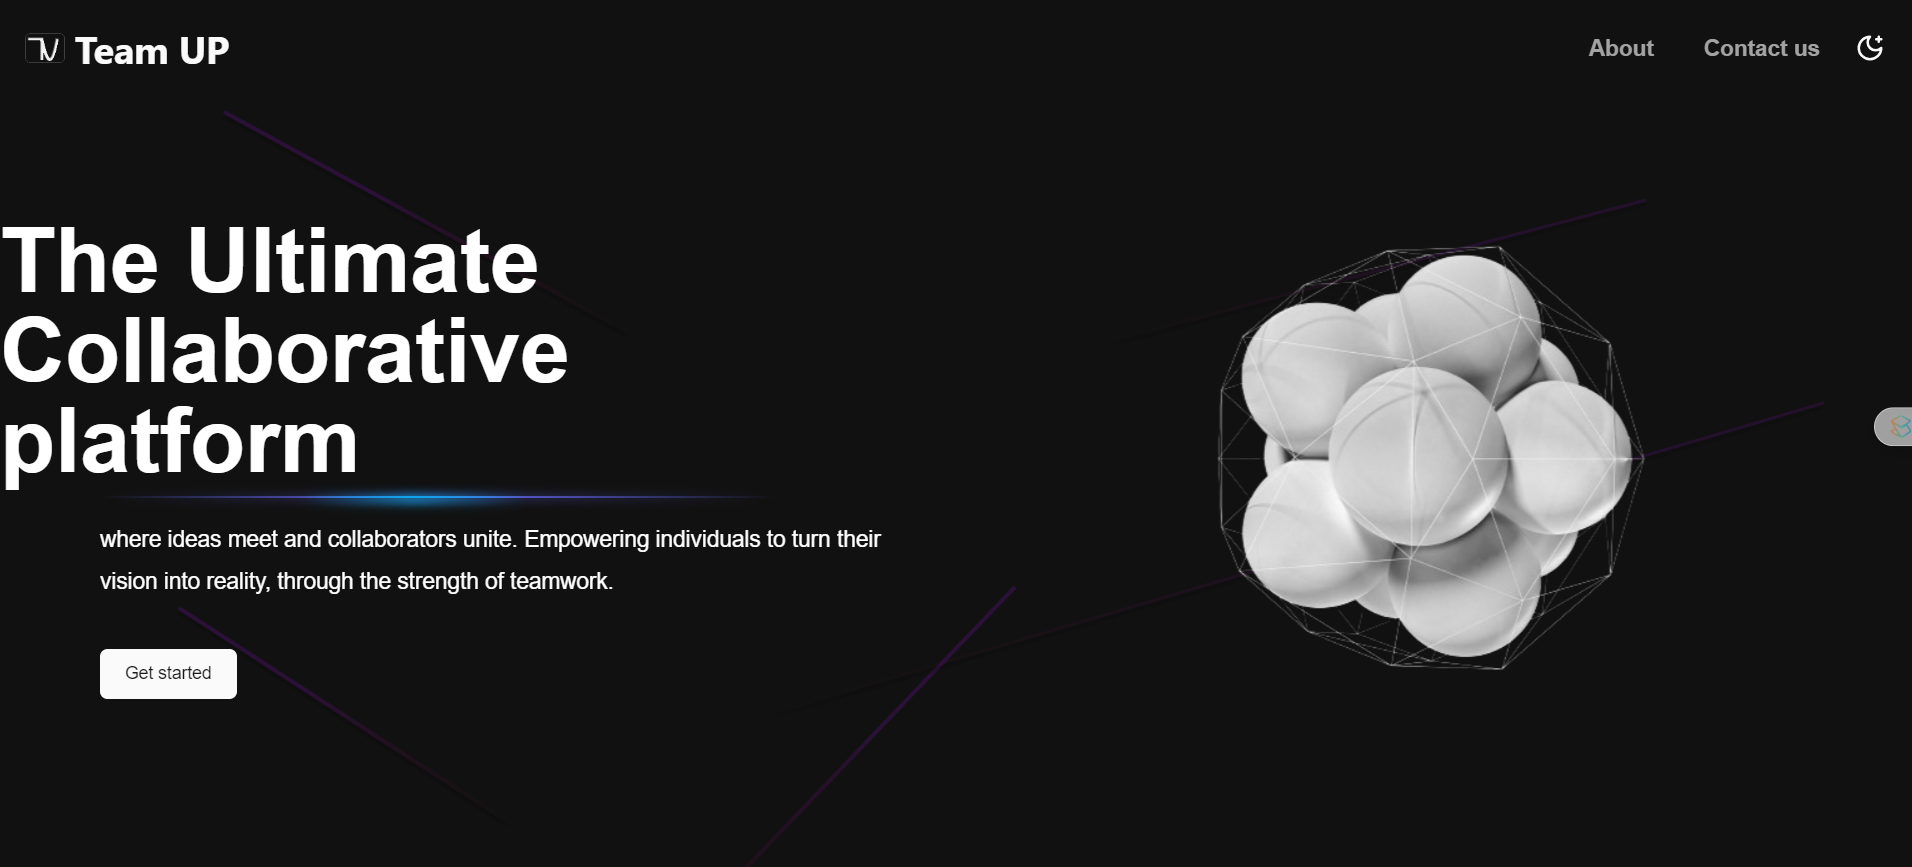 Team UP
About
Contact us
The Ultimate
Collaborative
platform
where ideas meet and collaborators unite. Empowering individuals to turn their
vision into reality, through the strength of teamwork.
Get started